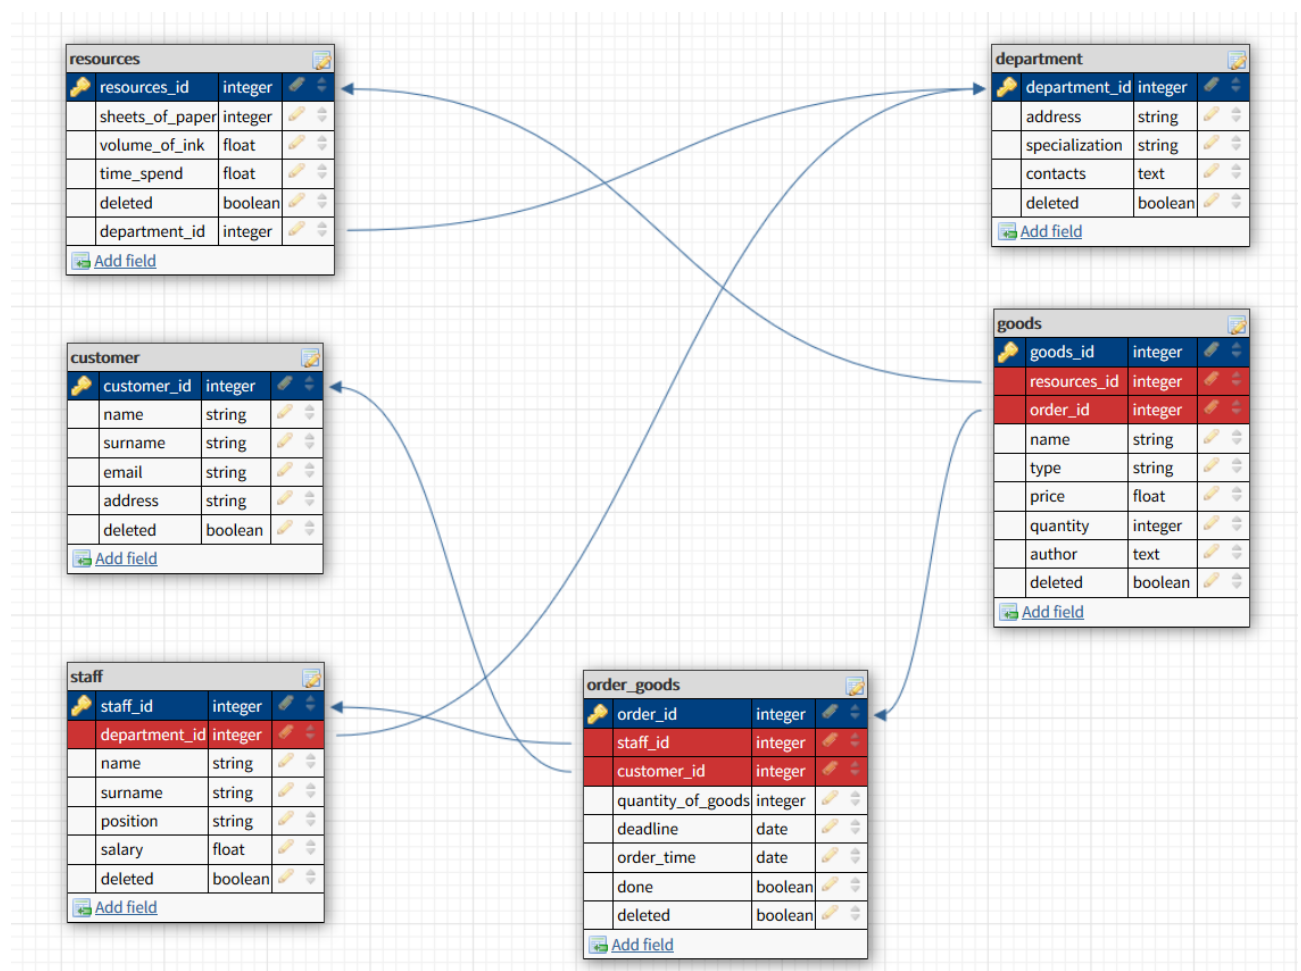 resources
resources_id integer
sheets_of_paper integer
volume_of_ink float
time_spend float
deleted boolean
department_id integer
Add field
department
department_id integer
address string
specialization string
contacts text
deleted boolean
Add field
customer
customer_id integer
name string
surname string
email string
address string
deleted boolean
Add field
goods
goods_id integer
resources_id integer
order_id integer
name string
type string
price float
quantity integer
author text
deleted boolean
Add field
staff
staff_id integer
department_id integer
name string
surname string
position string
salary float
deleted boolean
Add field
order_goods
order_id integer
staff_id integer
customer_id integer
quantity_of_goods integer
deadline date
order_time date
done boolean
deleted boolean
Add field